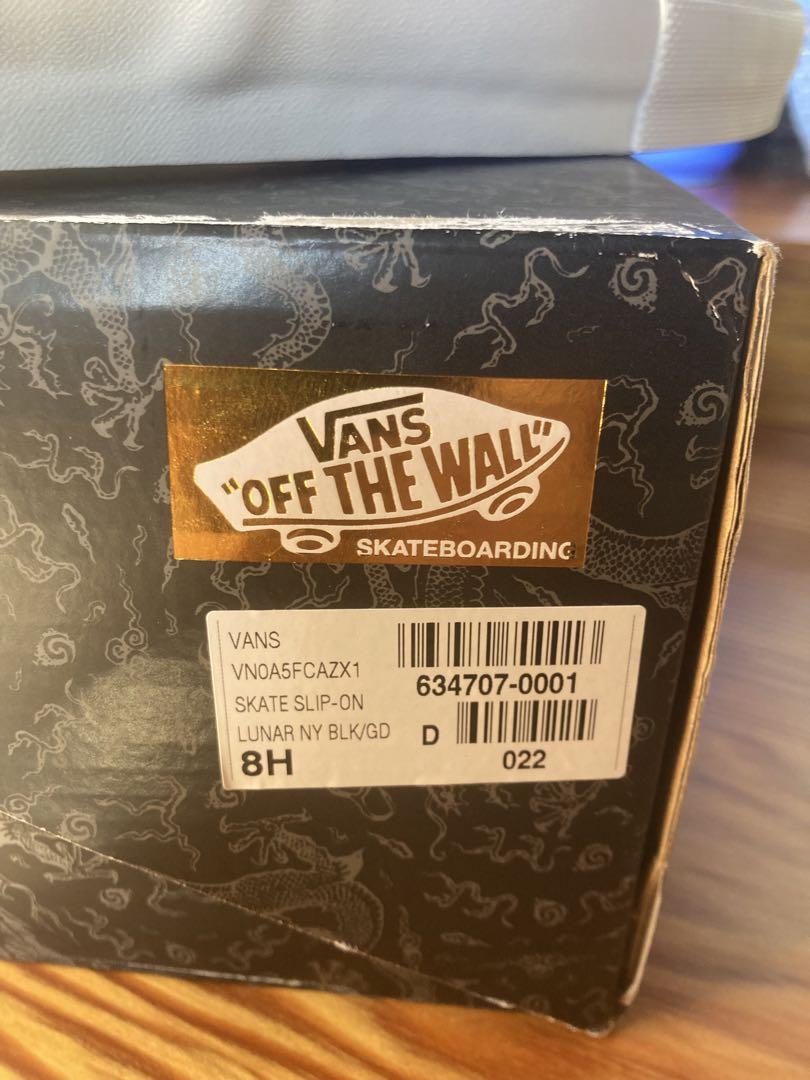 VANS
"OFF THE WALL"
SKATEBOARDING
VANS
VN0A5FCAZX1
634707-0001
SKATE SLIP-ON
LUNAR NY BLK/GD
D
8H
022